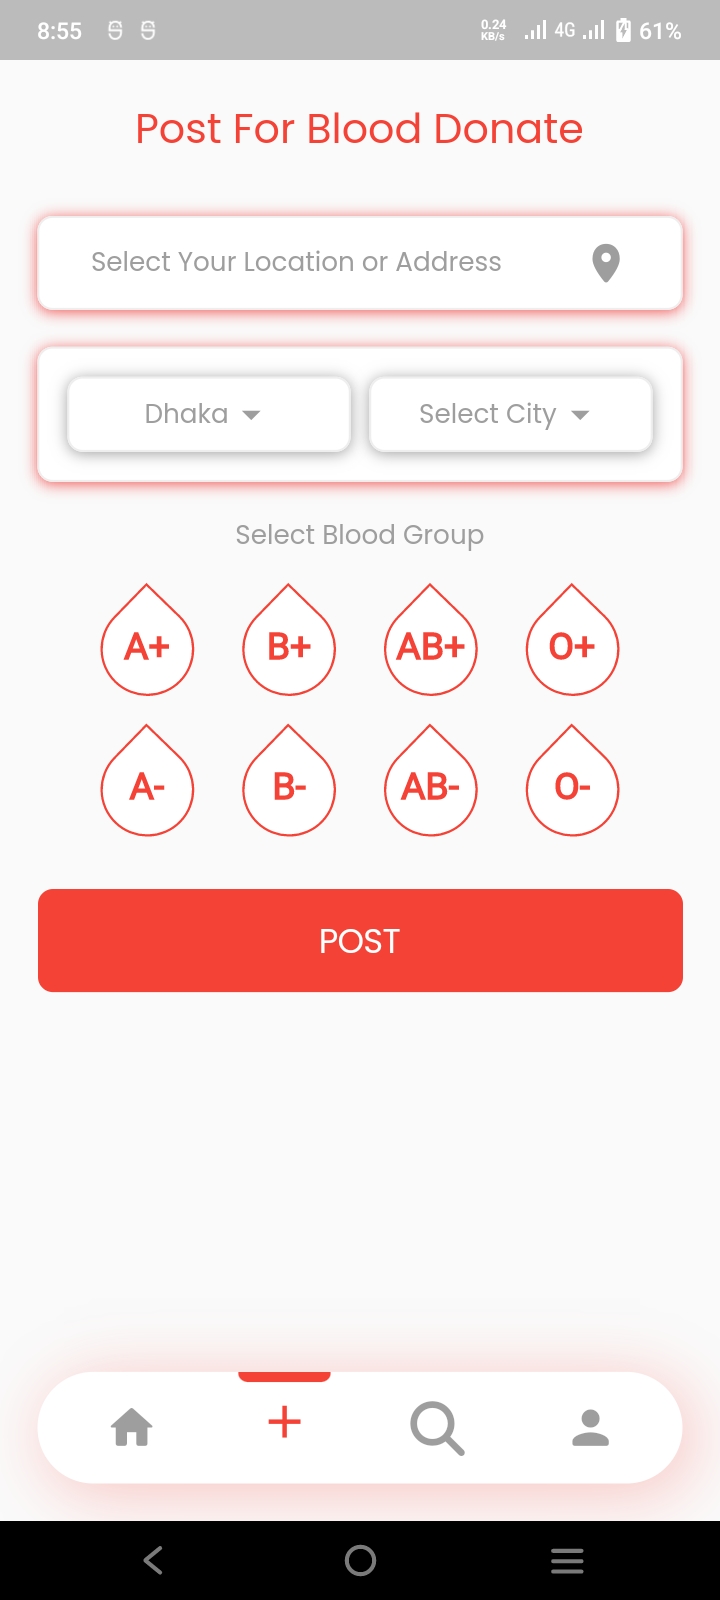 8:55 0.24 KB/s 4G 61%
Post For Blood Donate
Select Your Location or Address
Dhaka Select City
Select Blood Group
A+ B+ AB+ O+
A- B- AB- O-
POST